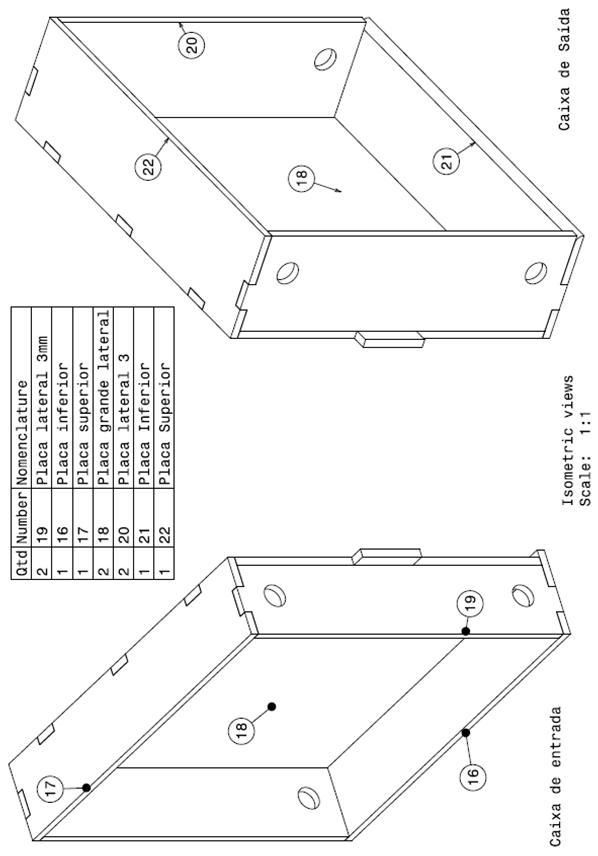 Caixa de entrada
Caixa de Saída
Qtd Number Nomenclature
2 19 Placa lateral 3mm
1 16 Placa inferior
1 17 Placa superior
2 18 Placa grande lateral
2 20 Placa lateral 3
1 21 Placa Inferior
1 22 Placa Superior
Isometric views
Scale: 1:1
17
18
16
19
22
20
18
21